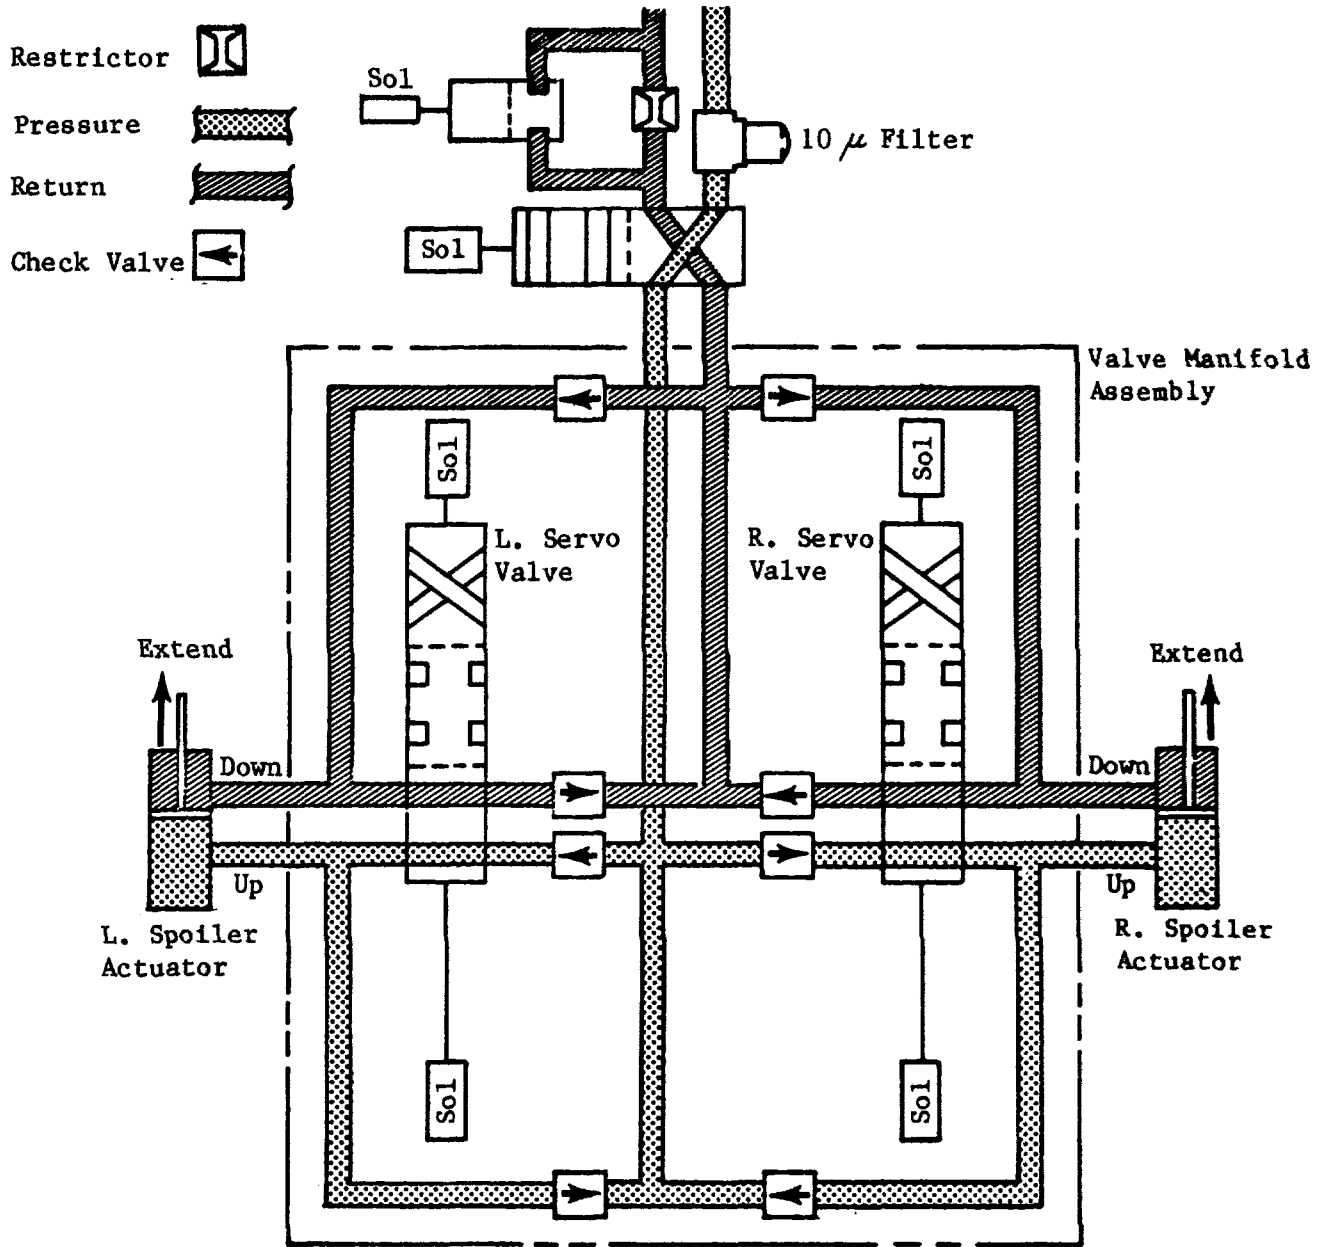 Restrictor
Pressure
Return
Check Valve
Sol
10 μ Filter
Sol
Valve Manifold
Assembly
Sol
Sol
L. Servo
Valve
R. Servo
Valve
Extend
Extend
Down
Down
Up
Up
L. Spoiler
Actuator
R. Spoiler
Actuator
Sol
Sol